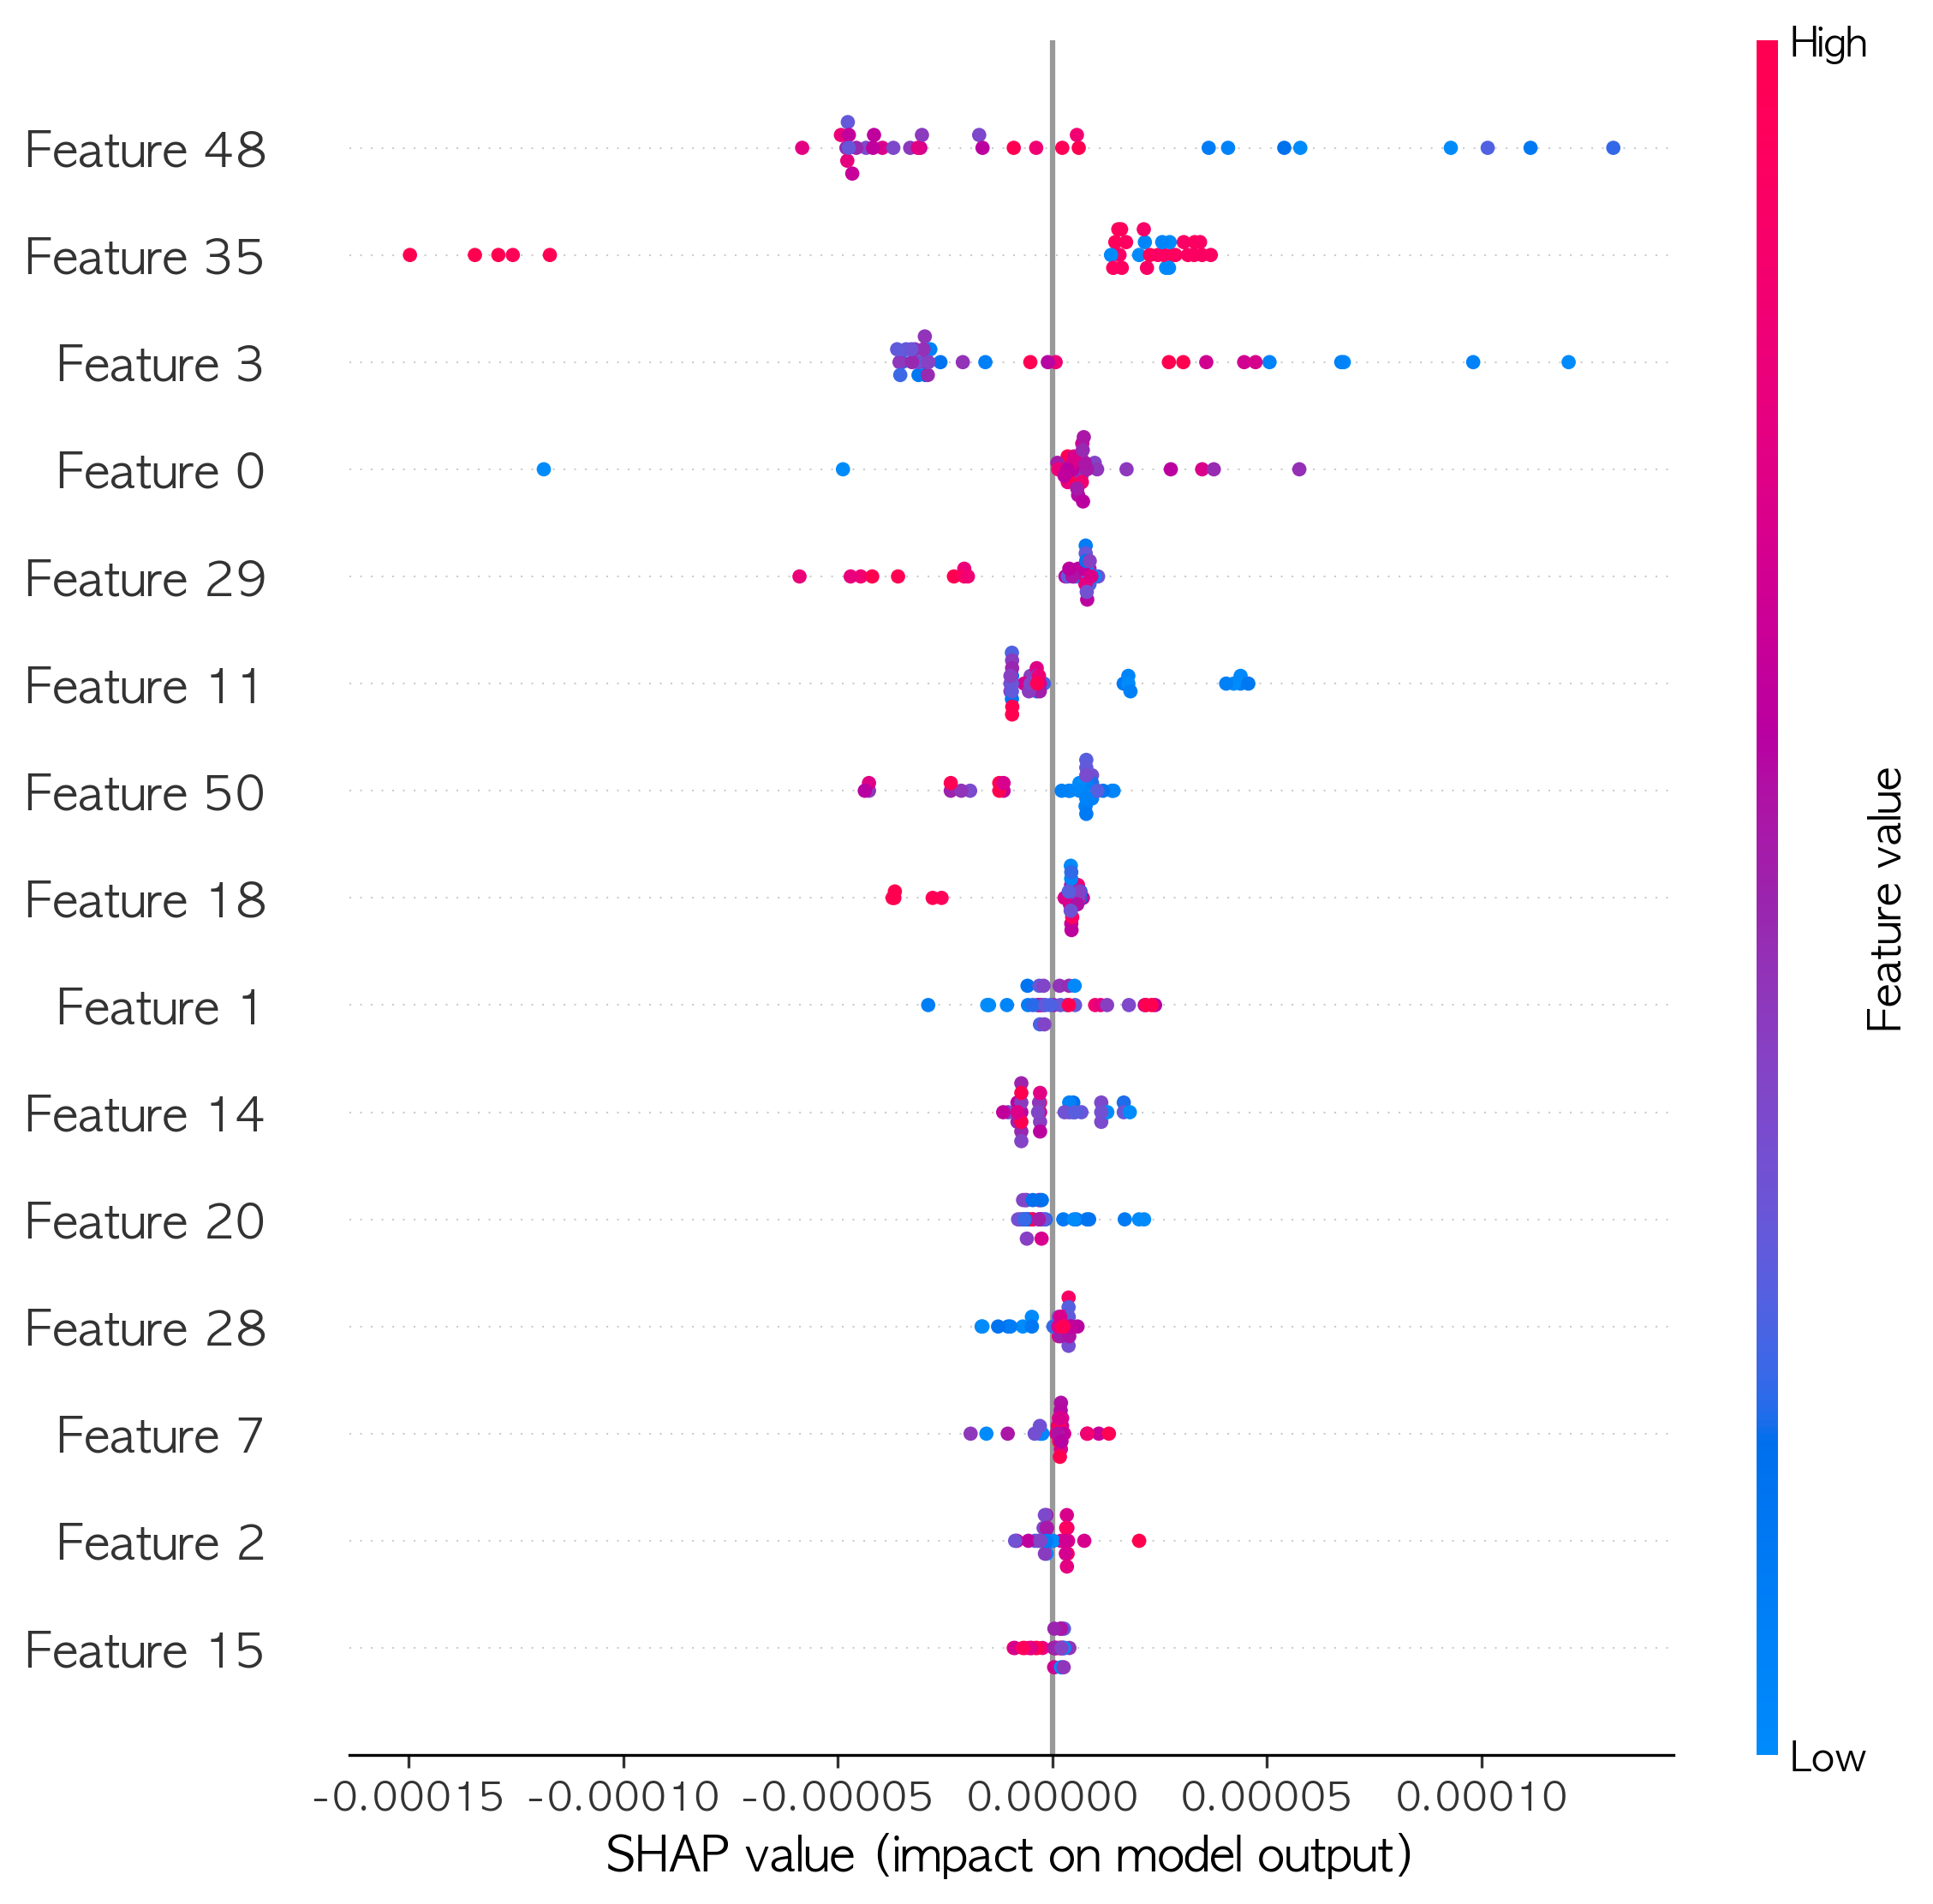 High
Feature 48
Feature 35
Feature 3
Feature 0
Feature 29
Feature 11
Feature 50
Feature 18
Feature 1
Feature 14
Feature 20
Feature 28
Feature 7
Feature 2
Feature 15
Feature value
Low
-0.00015 -0.00010 -0.00005 0.00000 0.00005 0.00010
SHAP value (impact on model output)